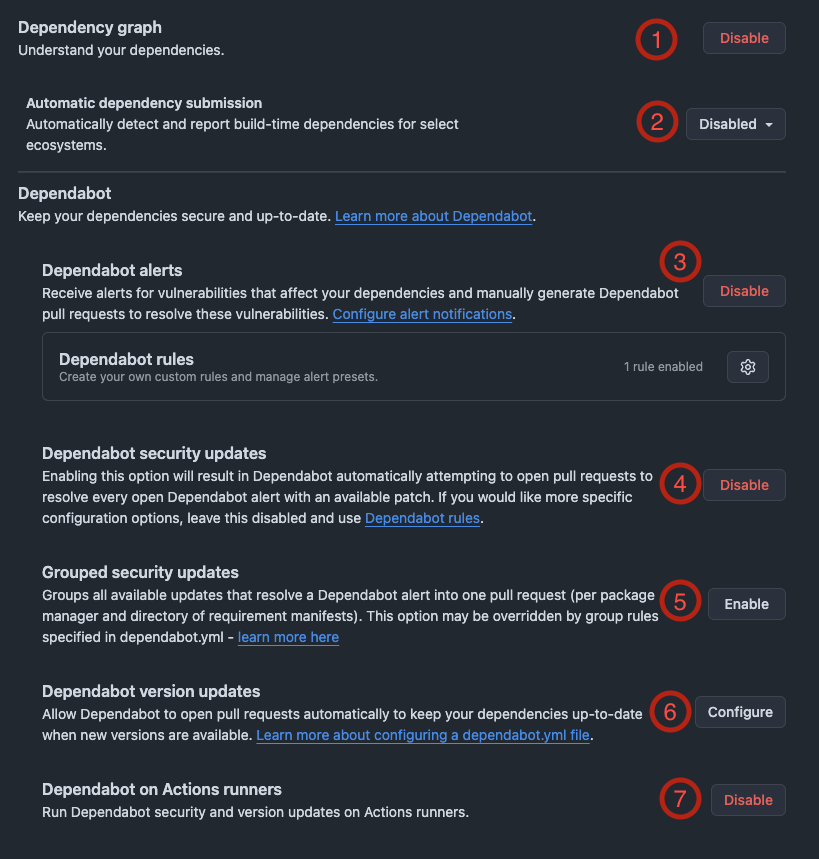 Dependency graph
Understand your dependencies.
1
Disable
Automatic dependency submission
Automatically detect and report build-time dependencies for select
ecosystems.
2
Disabled
Dependabot
Keep your dependencies secure and up-to-date. Learn more about Dependabot.
Dependabot alerts
Receive alerts for vulnerabilities that affect your dependencies and manually generate Dependabot
pull requests to resolve these vulnerabilities. Configure alert notifications.
3
Disable
Dependabot rules
Create your own custom rules and manage alert presets.
1 rule enabled
Dependabot security updates
Enabling this option will result in Dependabot automatically attempting to open pull requests to
resolve every open Dependabot alert with an available patch. If you would like more specific
configuration options, leave this disabled and use Dependabot rules.
4
Disable
Grouped security updates
Groups all available updates that resolve a Dependabot alert into one pull request (per package
manager and directory of requirement manifests). This option may be overridden by group rules
specified in dependabot.yml - learn more here
5
Enable
Dependabot version updates
Allow Dependabot to open pull requests automatically to keep your dependencies up-to-date
when new versions are available. Learn more about configuring a dependabot.yml file.
6
Configure
Dependabot on Actions runners
Run Dependabot security and version updates on Actions runners.
7
Disable